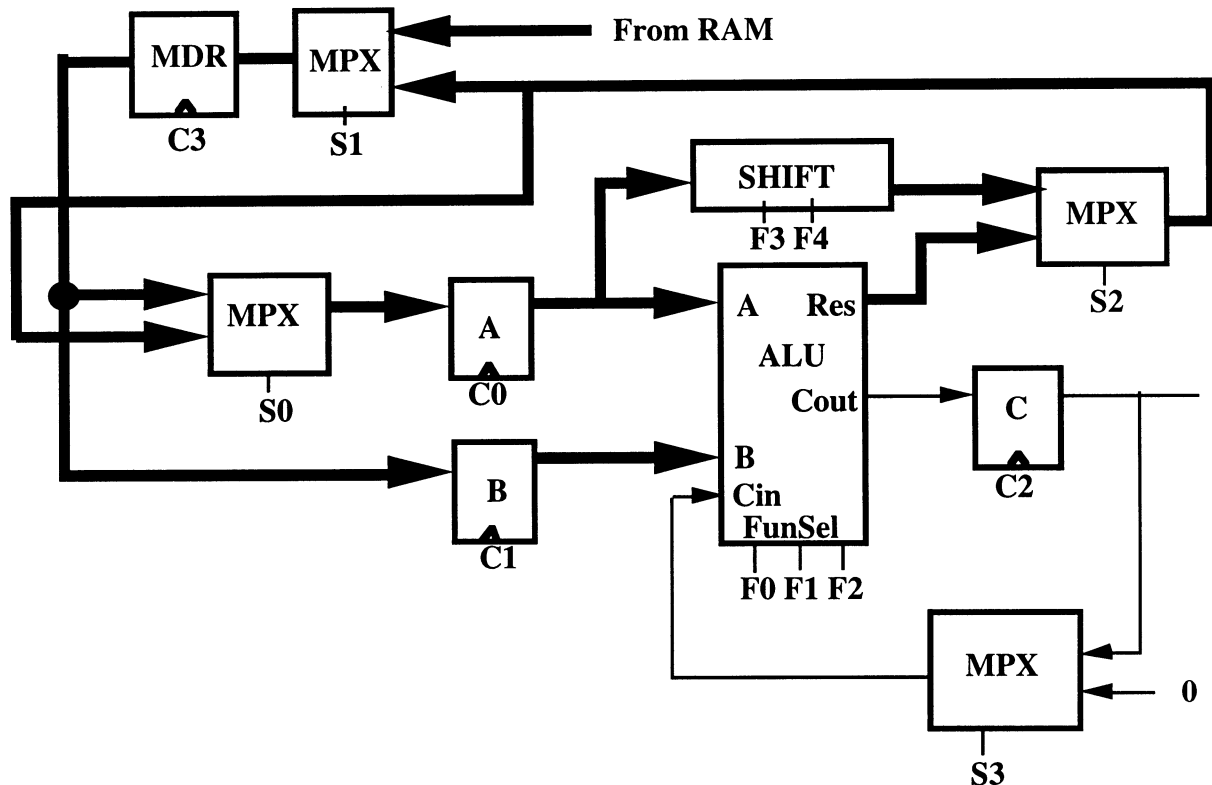 From RAM
MDR
MPX
C3
S1
SHIFT
F3 F4
MPX
S2
MPX
S0
A
C0
A
Res
ALU
Cout
B
Cin
FunSel
F0 F1 F2
C
C2
B
C1
MPX
0
S3